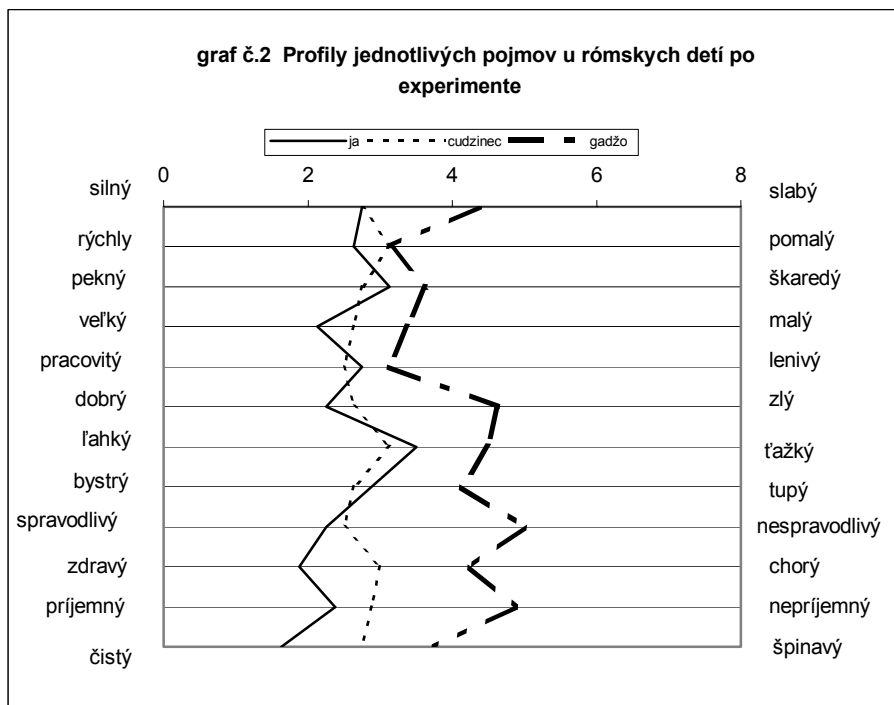 graf č.2 Profily jednotlivých pojmov u rómskych detí po
experimente
ja cudzinec gadžo
0 2 4 6 8
silný slabý
rýchly pomalý
pekný škaredý
veľký malý
pracovitý lenivý
dobrý zlý
ľahký ťažký
bystrý tupý
spravodlivý nespravodlivý
zdravý chorý
príjemný nepríjemný
čistý špinavý